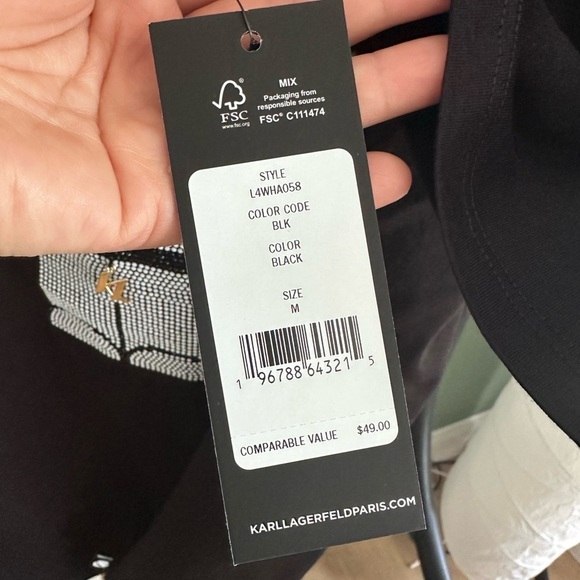 MIX
Packaging from
responsible sources
FSC® C111474
FSC
www.fsc.org
STYLE
L4WHA058
COLOR CODE
BLK
COLOR
BLACK
SIZE
M
1 96788 64321 5
COMPARABLE VALUE $49.00
KARLLAGERFELDPARIS.COM